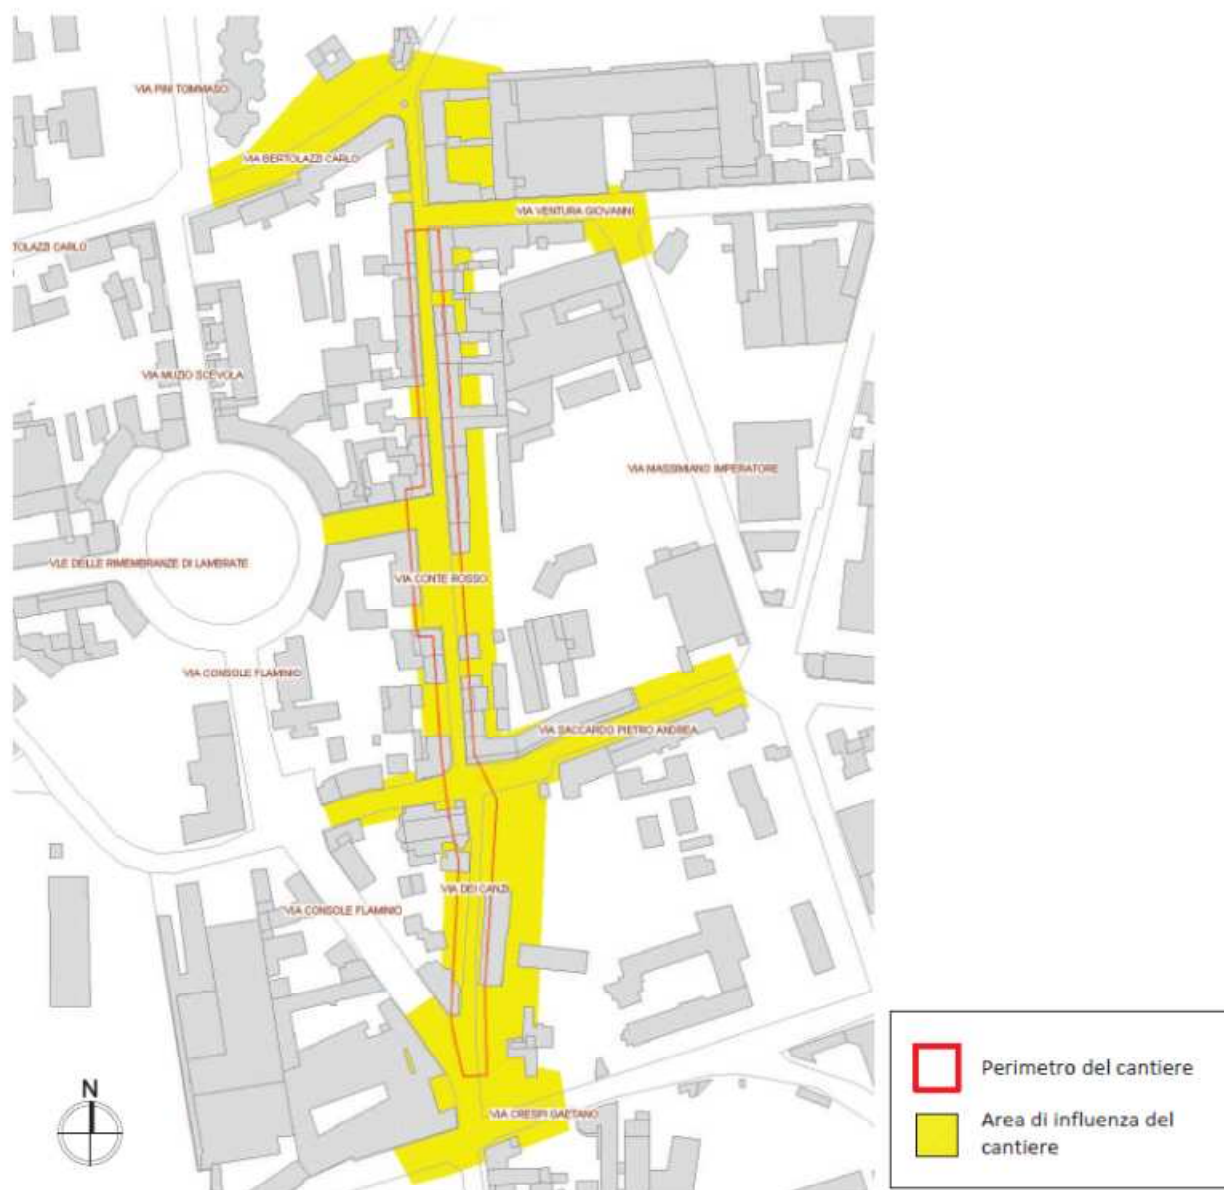 VIA PINI TOMMASO
VIA BERTOLAZZI CARLO
VIA VENTURA GIOVANNI
TOLAZZI CARLO
VIA MUZIO SCEVOLA
VIA MASSIMIANO IMPERATORE
VLE DELLE RIMEMBRANZE DI LAMBRATE
VIA CONTE ROSSO
VIA CONSOLE FLAMINIO
VIA SACCARDO PIETRO ANDREA
VIA DEI CANZI
VIA CONSOLE FLAMINIO
VIA CRESPI GAETANO
N
Perimetro del cantiere
Area di influenza del
cantiere